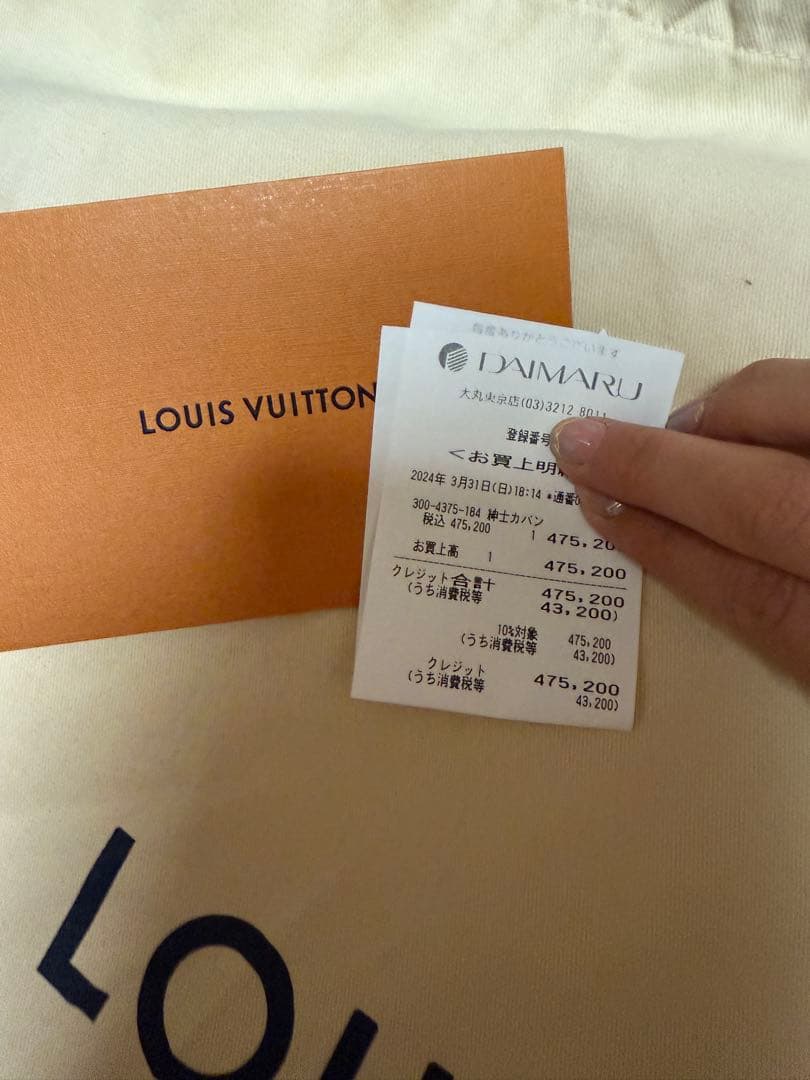 LOUIS VUITTON
毎度ありがとうございます
DAIMARU
大丸東京店(03)3212 8011
登録番号
<お買上明
2024年 3月31日(日)18:14 *通番
300-4375-184 紳士カバン
税込 475,200 1 475,20
お買上高 1 475,200
クレジット合計 475,200
(うち消費税等 43,200)
10%対象 475,200
(うち消費税等 43,200)
クレジット 475,200
(うち消費税等 43,200)
LOU